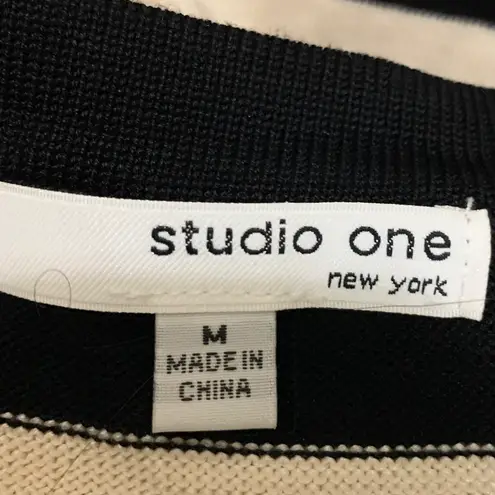 studio one
new york
M
MADE IN
CHINA